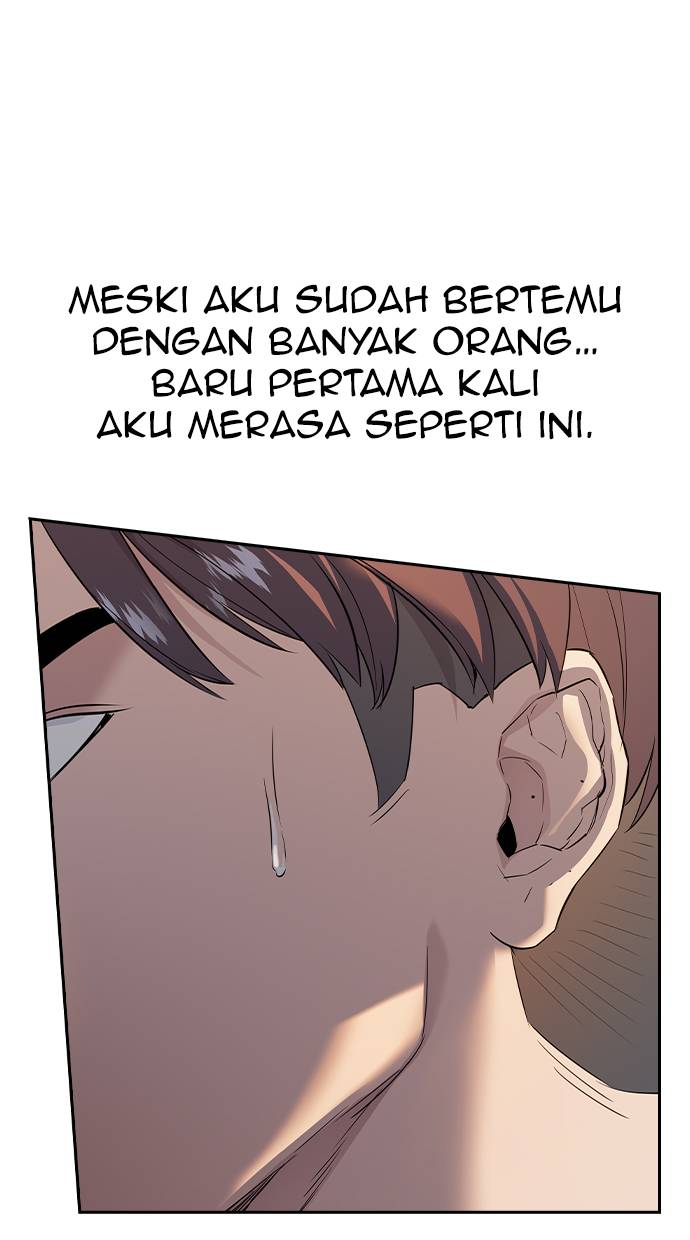 MESKI AKU SUDAH BERTEMU
DENGAN BANYAK ORANG...
BARU PERTAMA KALI
AKU MERASA SEPERTI INI.